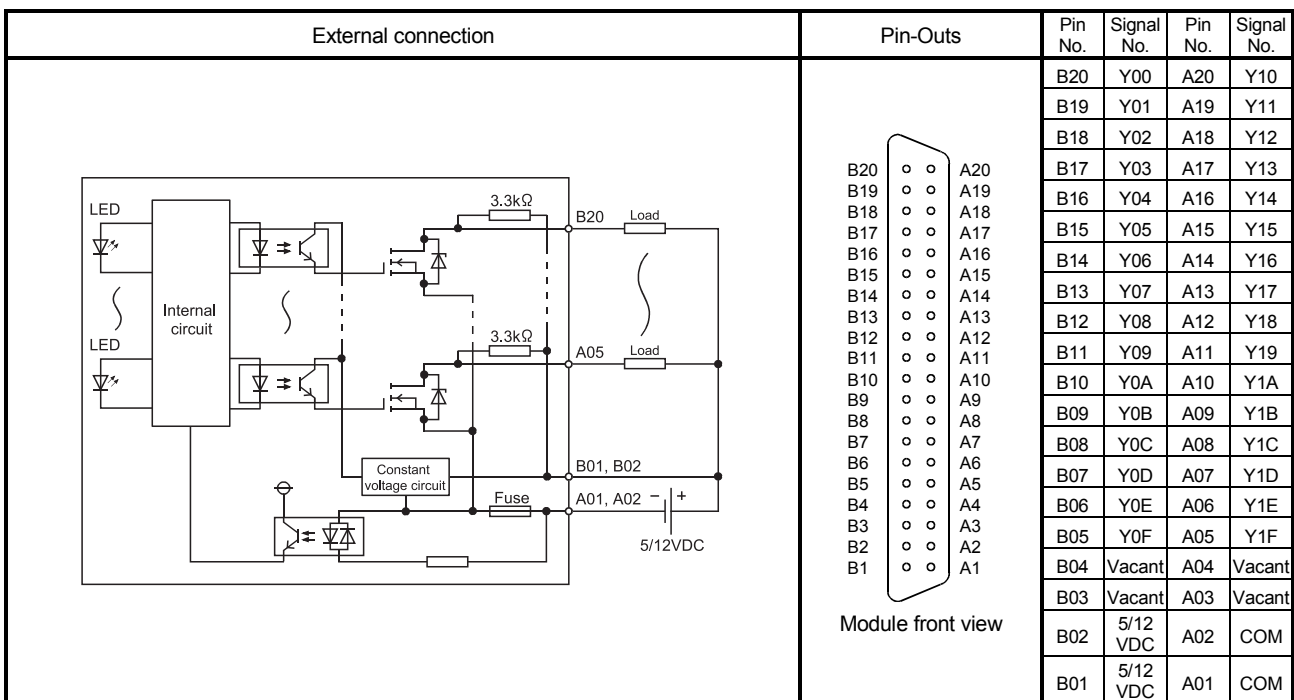 External connection
Pin-Outs
Pin No. Signal No. Pin No. Signal No.
LED
Internal circuit
LED
3.3kΩ
B20
Load
3.3kΩ
A05
Load
Constant voltage circuit
B01, B02
Fuse
A01, A02
− +
5/12VDC
B20 A20
B19 A19
B18 A18
B17 A17
B16 A16
B15 A15
B14 A14
B13 A13
B12 A12
B11 A11
B10 A10
B9 A9
B8 A8
B7 A7
B6 A6
B5 A5
B4 A4
B3 A3
B2 A2
B1 A1
Module front view
B20 Y00 A20 Y10
B19 Y01 A19 Y11
B18 Y02 A18 Y12
B17 Y03 A17 Y13
B16 Y04 A16 Y14
B15 Y05 A15 Y15
B14 Y06 A14 Y16
B13 Y07 A13 Y17
B12 Y08 A12 Y18
B11 Y09 A11 Y19
B10 Y0A A10 Y1A
B09 Y0B A09 Y1B
B08 Y0C A08 Y1C
B07 Y0D A07 Y1D
B06 Y0E A06 Y1E
B05 Y0F A05 Y1F
B04 Vacant A04 Vacant
B03 Vacant A03 Vacant
B02 5/12 VDC A02 COM
B01 5/12 VDC A01 COM